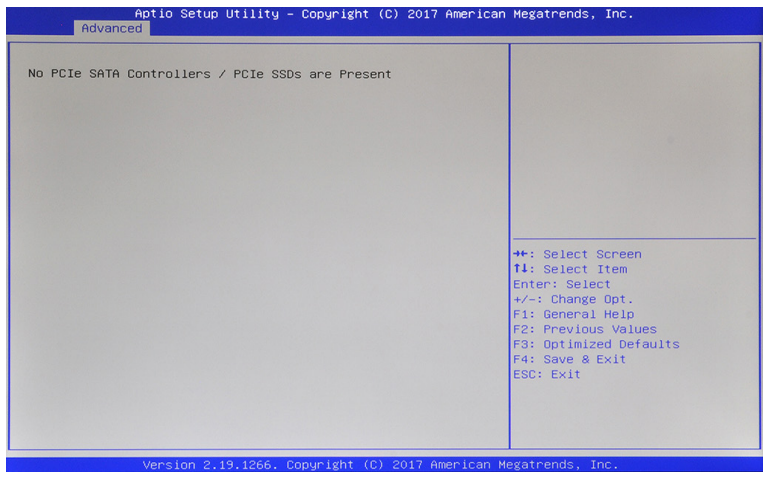 Aptio Setup Utility – Copyright (C) 2017 American Megatrends, Inc.
Advanced
No PCIe SATA Controllers / PCIe SSDs are Present
→←: Select Screen
↑↓: Select Item
Enter: Select
+/-: Change Opt.
F1: General Help
F2: Previous Values
F3: Optimized Defaults
F4: Save & Exit
ESC: Exit
Version 2.19.1266. Copyright (C) 2017 American Megatrends, Inc.